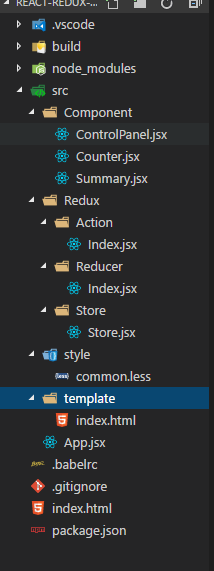 REACT-REDUX-...
.vscode
build
node_modules
src
Component
ControlPanel.jsx
Counter.jsx
Summary.jsx
Redux
Action
Index.jsx
Reducer
Index.jsx
Store
Store.jsx
style
common.less
template
index.html
App.jsx
.babelrc
.gitignore
index.html
package.json